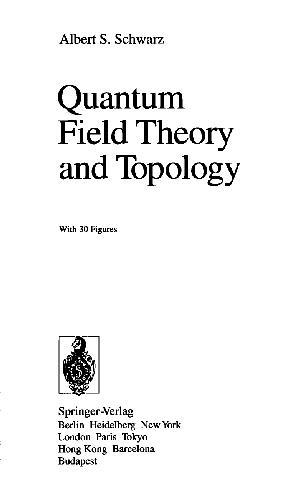 Albert S. Schwarz
Quantum
Field Theory
and Topology
With 30 Figures
Springer-Verlag
Berlin Heidelberg New York
London Paris Tokyo
Hong Kong Barcelona
Budapest